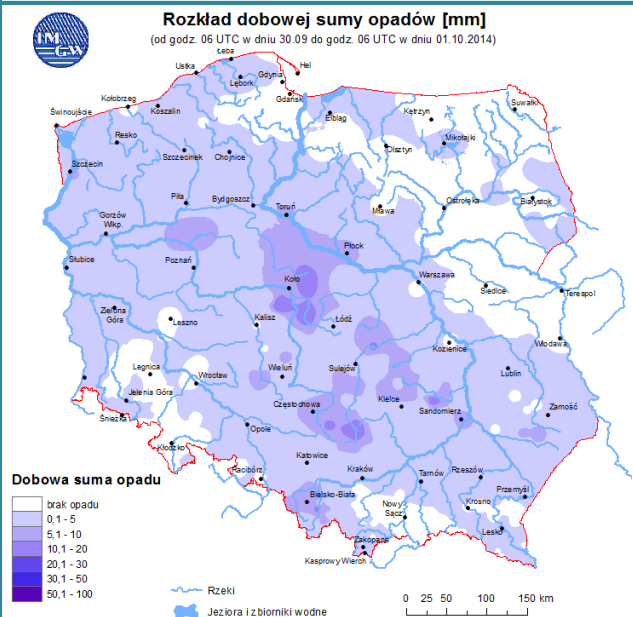 IM
GW
Rozkład dobowej sumy opadów [mm]
(od godz. 06 UTC w dniu 30.09 do godz. 06 UTC w dniu 01.10.2014)
Łeba
Hel
Ustka
Gdynia
Lębork
Gdańsk
Kołobrzeg
Koszalin
Świnoujście
Elbląg
Kętrzyn
Suwałki
Resko
Mikołajki
Olsztyn
Szczecin
Szczecinek
Chojnice
Piła
Bydgoszcz
Toruń
Mława
Ostrołęka
Białystok
Gorzów
Wlkp.
Płock
Słubice
Poznań
Koło
Warszawa
Siedlce
Terespol
Zielona
Góra
Leszno
Kalisz
Łódź
Kozienice
Włodawa
Legnica
Wrocław
Wieluń
Sulejów
Lublin
Jelenia Góra
Śnieżka
Częstochowa
Kielce
Sandomierz
Zamość
Opole
Kłodzko
Katowice
Racibórz
Kraków
Tarnów
Rzeszów
Przemyśl
Bielsko-Biała
Nowy
Sącz
Krosno
Lesko
Zakopane
Kasprowy Wierch
Dobowa suma opadu
brak opadu
0,1 - 5
5,1 - 10
10,1 - 20
20,1 - 30
30,1 - 50
50,1 - 100
Rzeki
Jeziora i zbiorniki wodne
0 25 50 100 150 km